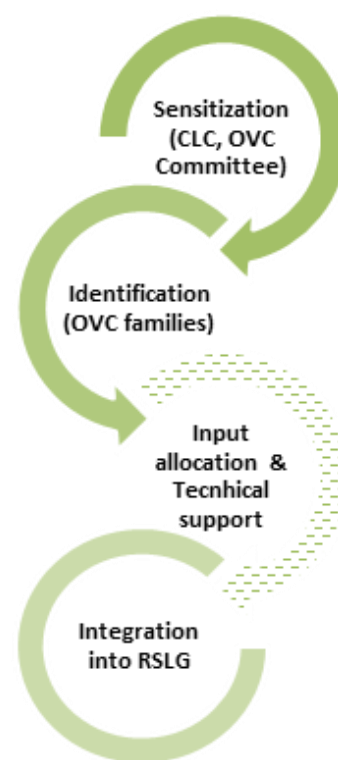 Sensitization
(CLC, OVC
Committee)
Identification
(OVC families)
Input
allocation &
Tecnhical
support
Integration
into RSLG